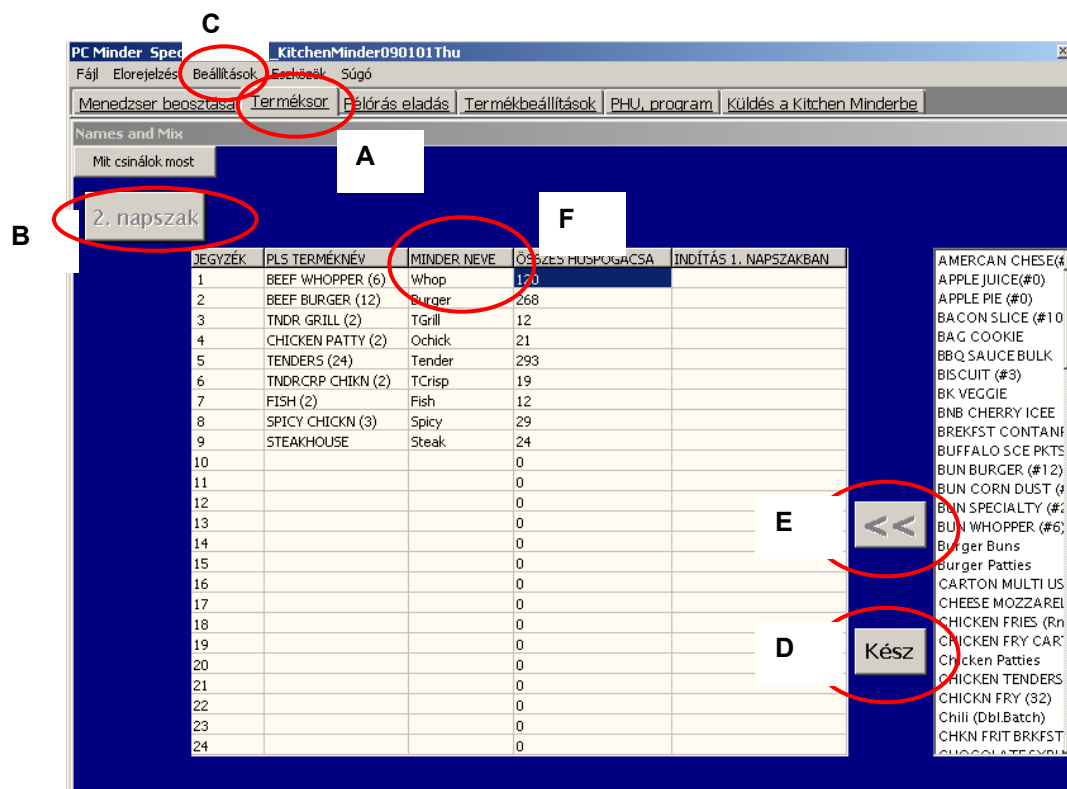 C
PC Minder Spec _KitchenMinder090101Thu
Fájl Elorejelzés Beállítások Eszközök Súgó
Menedzser beosztása Terméksor Félórás eladás Termékbeállítások PHU, program Küldés a Kitchen Minderbe
Names and Mix
Mit csinálok most
A
2. napszak
B
F
JEGYZÉK PLS TERMÉKNÉV MINDER NEVE ÖSSZES HÚSPOGÁCSA INDÍTÁS 1. NAPSZAKBAN
1 BEEF WHOPPER (6) Whop 120
2 BEEF BURGER (12) Burger 268
3 TNDR GRILL (2) TGrill 12
4 CHICKEN PATTY (2) Ochick 21
5 TENDERS (24) Tender 293
6 TNDRCRP CHIKN (2) TCrisp 19
7 FISH (2) Fish 12
8 SPICY CHICKN (3) Spicy 29
9 STEAKHOUSE Steak 24
10 0
11 0
12 0
13 0
14 0
15 0
16 0
17 0
18 0
19 0
20 0
21 0
22 0
23 0
24 0
E
<<
D
Kész
AMERCAN CHESE(#
APPLE JUICE(#0)
APPLE PIE (#0)
BACON SLICE (#10
BAG COOKIE
BBQ SAUCE BULK
BISCUIT (#3)
BK VEGGIE
BNB CHERRY ICEE
BREKFST CONTANF
BUFFALO SCE PKTS
BUN BURGER (#12)
BUN CORN DUST (#
BUN SPECIALTY (#2
BUN WHOPPER (#6)
Burger Buns
Burger Patties
CARTON MULTI US
CHEESE MOZZAREL
CHICKEN FRIES (Rn
CHICKEN FRY CAR
Chicken Patties
CHICKEN TENDERS
CHICKN FRY (32)
Chili (Dbl.Batch)
CHKN FRIT BRKFST